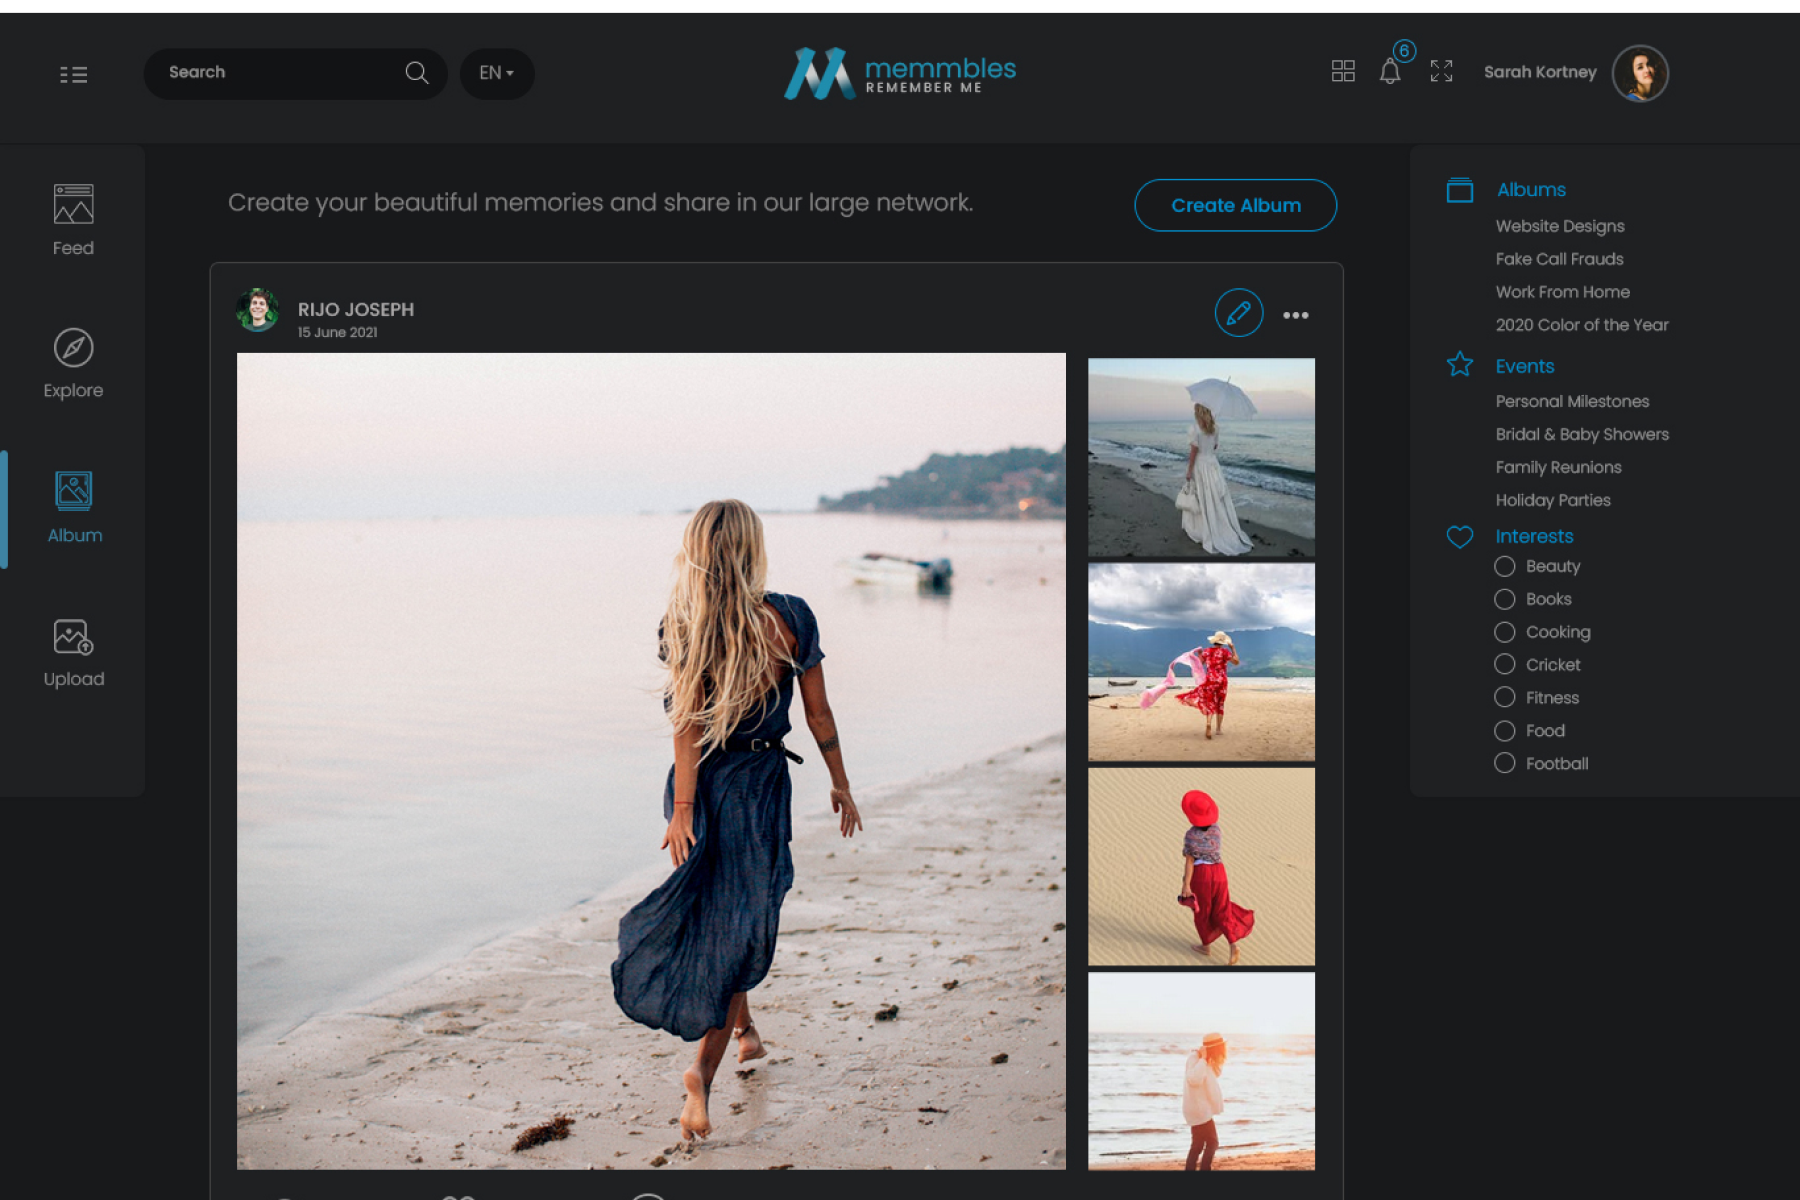 Search
EN
memmbles
REMEMBER ME
6
Sarah Kortney
Feed
Explore
Album
Upload
Create your beautiful memories and share in our large network.
Create Album
RIJO JOSEPH
15 June 2021
Albums
Website Designs
Fake Call Frauds
Work From Home
2020 Color of the Year
Events
Personal Milestones
Bridal & Baby Showers
Family Reunions
Holiday Parties
Interests
Beauty
Books
Cooking
Cricket
Fitness
Food
Football